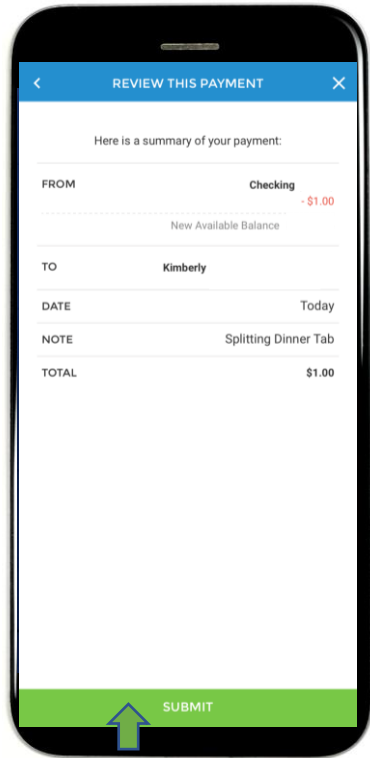 REVIEW THIS PAYMENT
Here is a summary of your payment:
FROM Checking
- $1.00
New Available Balance
TO Kimberly
DATE Today
NOTE Splitting Dinner Tab
TOTAL $1.00
SUBMIT